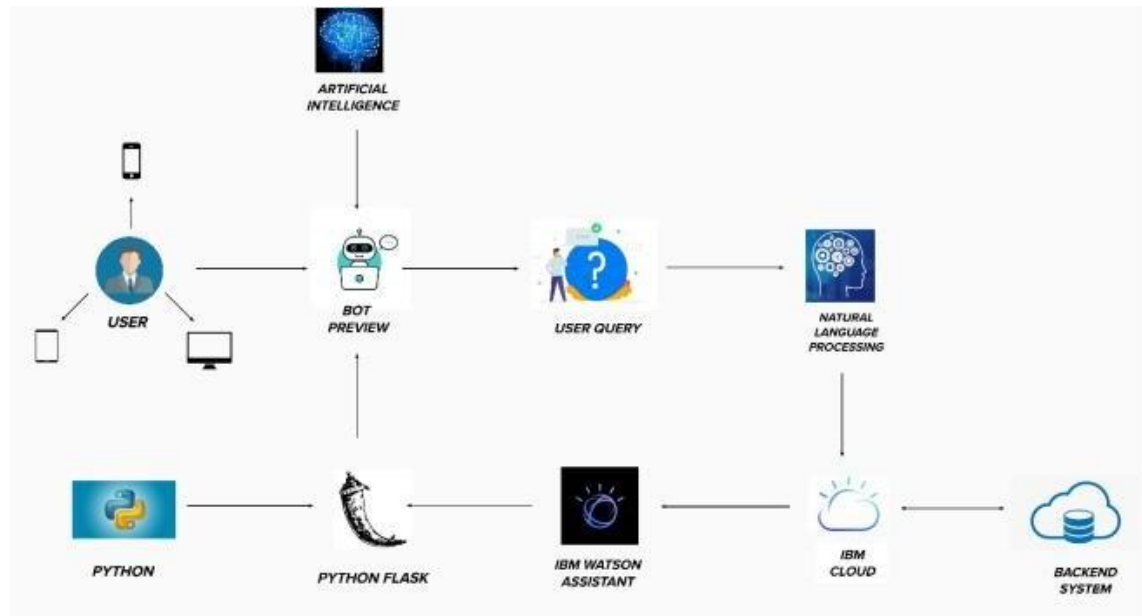 ARTIFICIAL
INTELLIGENCE
USER
BOT
PREVIEW
USER QUERY
NATURAL
LANGUAGE
PROCESSING
PYTHON
PYTHON FLASK
IBM WATSON
ASSISTANT
IBM
CLOUD
BACKEND
SYSTEM